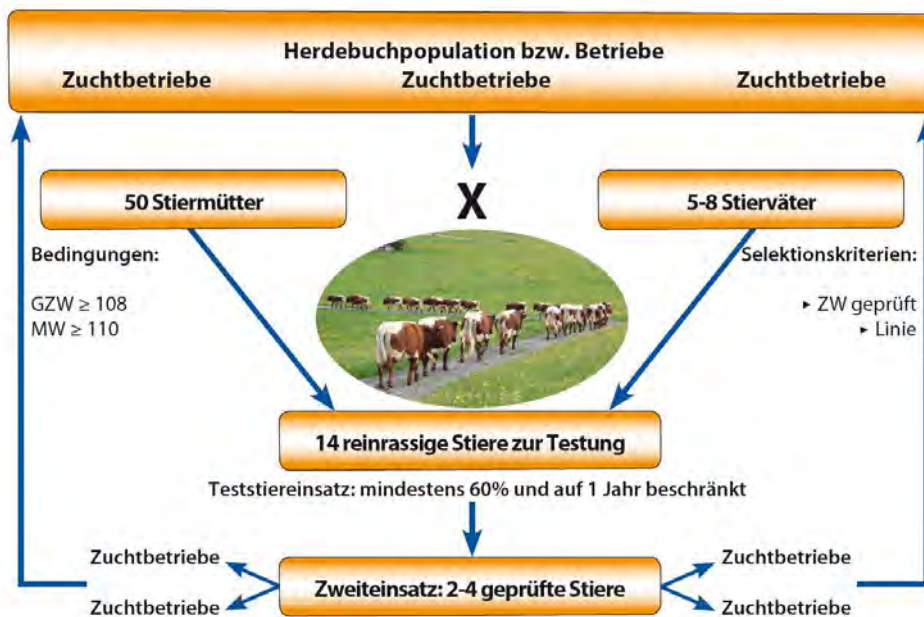 Herdebuchpopulation bzw. Betriebe
Zuchtbetriebe Zuchtbetriebe Zuchtbetriebe
50 Stiermütter
X
5-8 Stierväter
Bedingungen:
GZW ≥ 108
MW ≥ 110
Selektionskriterien:
▸ ZW geprüft
▸ Linie
14 reinrassige Stiere zur Testung
Teststiereinsatz: mindestens 60% und auf 1 Jahr beschränkt
Zuchtbetriebe
Zuchtbetriebe
Zweiteinsatz: 2-4 geprüfte Stiere
Zuchtbetriebe
Zuchtbetriebe